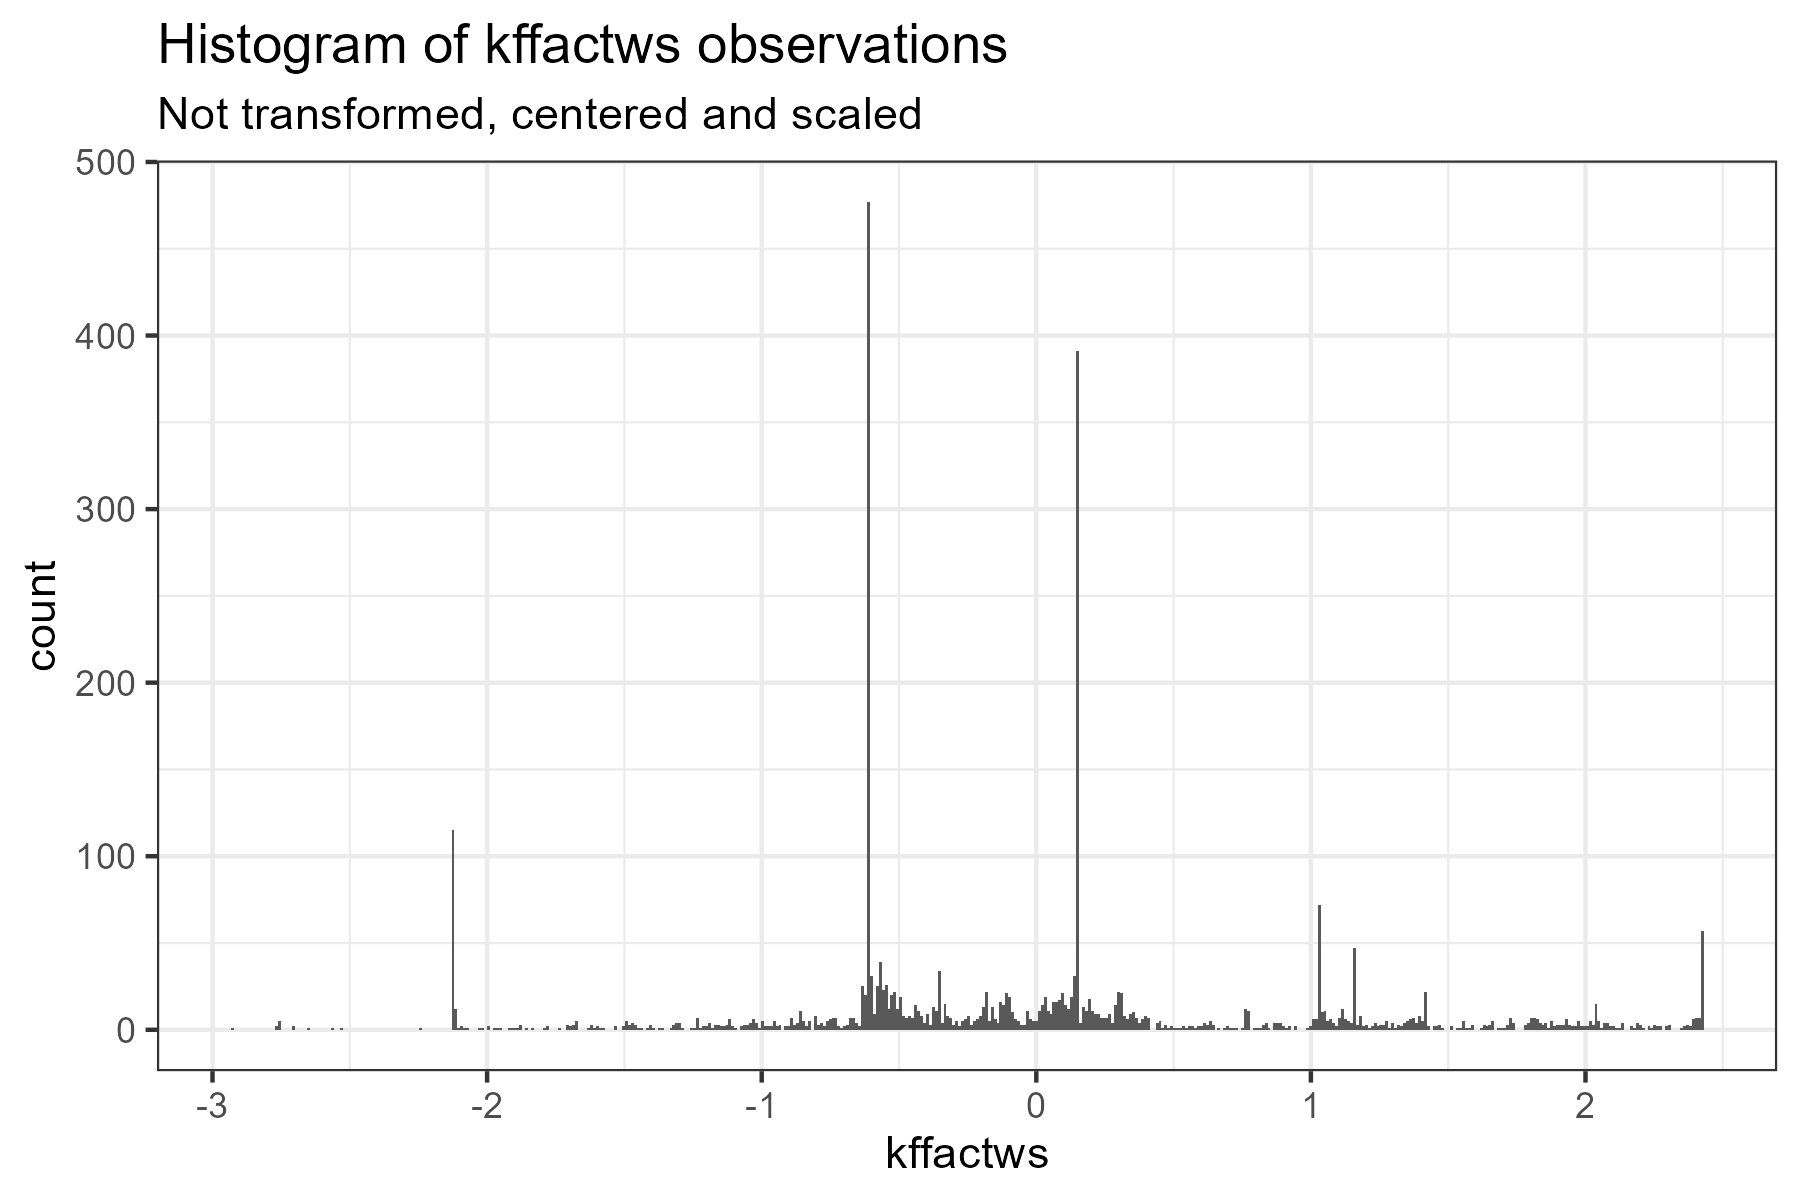 Histogram of kffactws observations
Not transformed, centered and scaled
500
400
300
200
100
0
count
-3 -2 -1 0 1 2
kffactws